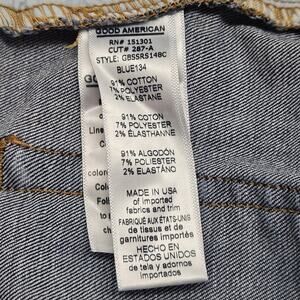 GOOD AMERICAN
RN# 151301
CUT# 287-A
STYLE: GBSSRS148C
BLUE134
91% COTTON
7% POLYESTER
2% ELASTANE
91% COTON
7% POLYESTER
2% ÉLASTHANNE
91% ALGODÓN
7% POLIESTER
2% ELASTANO
MADE IN USA
of imported
fabrics and trim
FABRIQUÉ AUX ÉTATS-UNIS
de tissus et de
garnitures importés
HECHO EN
ESTADOS UNIDOS
de tela y adornos
importados